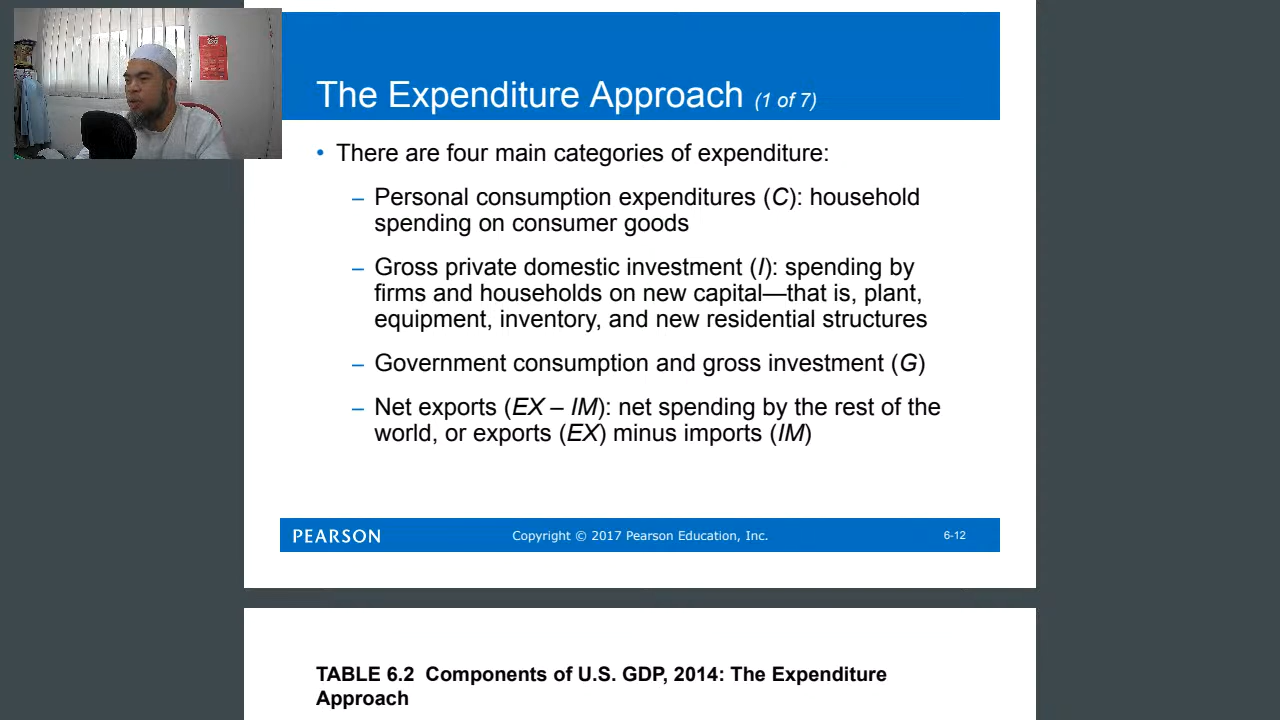 The Expenditure Approach (1 of 7)
• There are four main categories of expenditure:
– Personal consumption expenditures (C): household
spending on consumer goods
– Gross private domestic investment (I): spending by
firms and households on new capital—that is, plant,
equipment, inventory, and new residential structures
– Government consumption and gross investment (G)
– Net exports (EX – IM): net spending by the rest of the
world, or exports (EX) minus imports (IM)
PEARSON
Copyright © 2017 Pearson Education, Inc.
6-12
TABLE 6.2 Components of U.S. GDP, 2014: The Expenditure
Approach